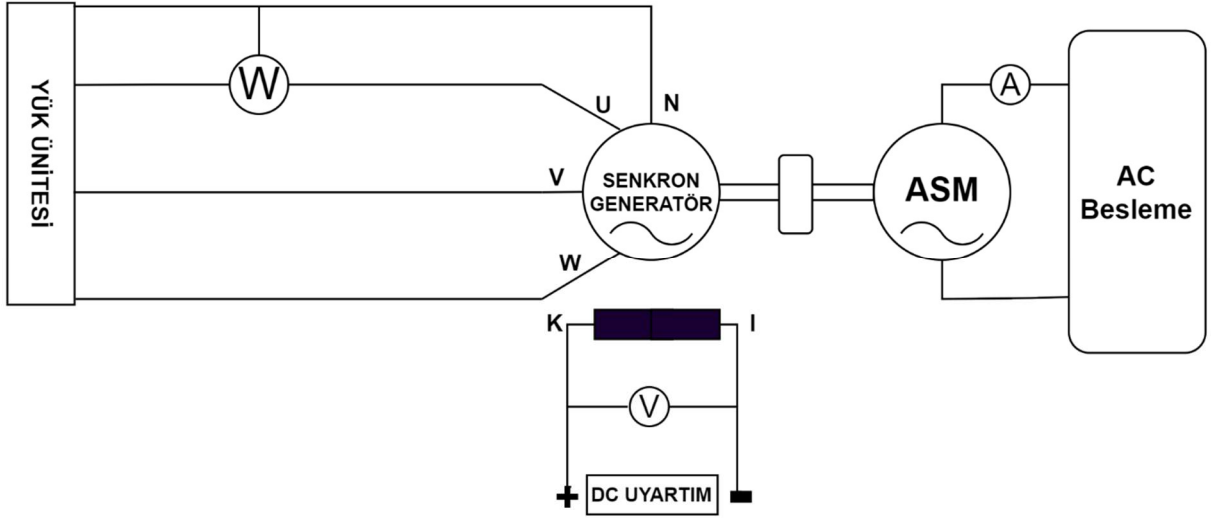 YÜK ÜNİTESİ
W
U
N
V
W
SENKRON
GENERATÖR
ASM
A
AC
Besleme
K
I
V
+
DC UYARTIM
-